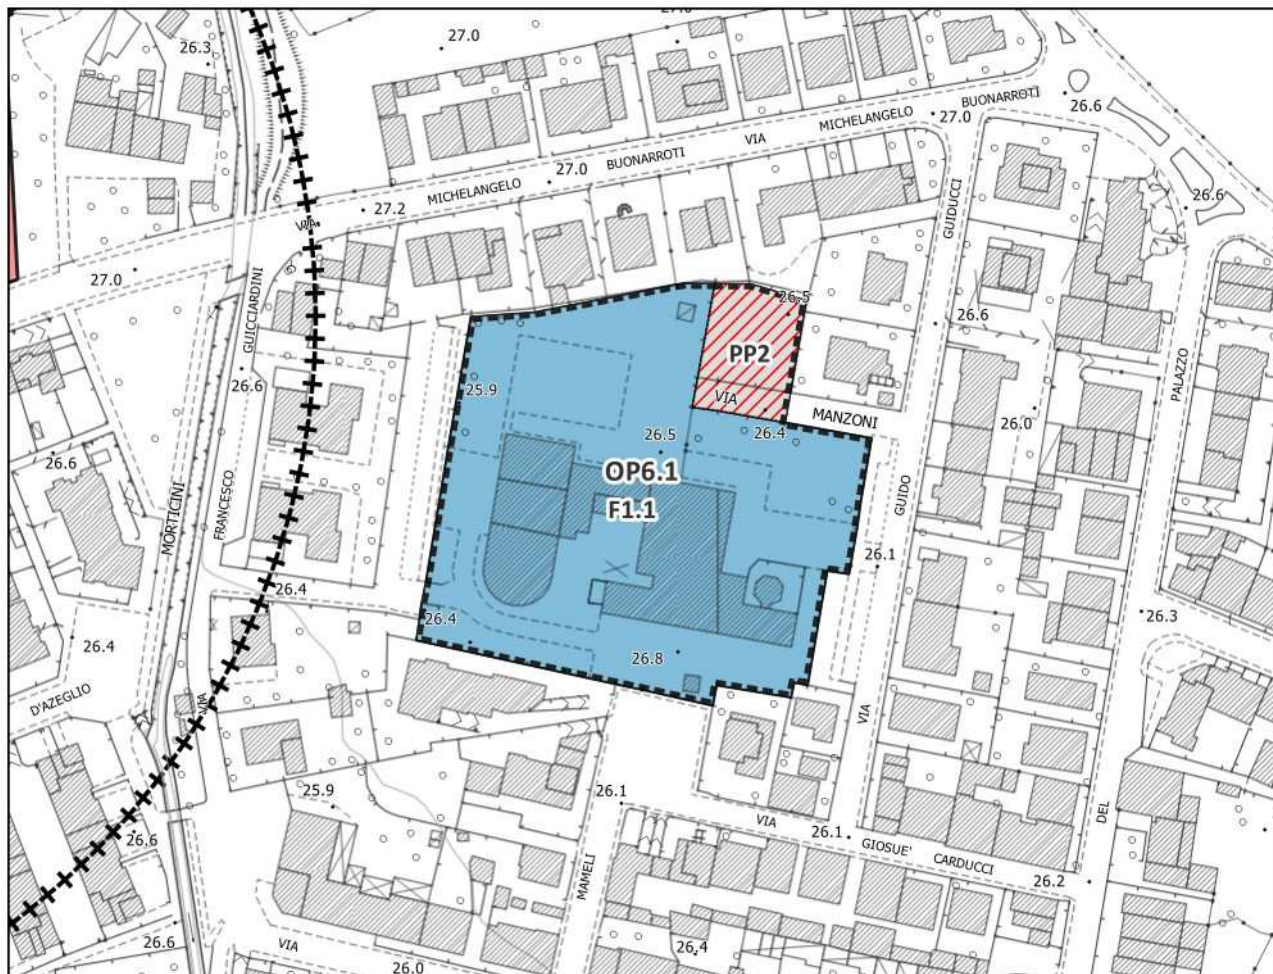 27.0
27.0
26.3
BUONARROTI
26.6
27.0
MICHELANGELO
VIA
BUONARROTI
27.0
MICHELANGELO
26.6
27.2
VIA
GUIDUCCI
27.0
26.5
GUICCIARDINI
26.6
PP2
PALAZZO
26.6
25.9
VIA
MANZONI
26.4
26.0
26.5
26.6
OP6.1
F1.1
FRANCESCO
MORTICINI
GUIDO
26.1
26.4
26.4
26.3
26.4
26.8
D'AZEGLIO
VIA
VIA
25.9
26.1
VIA
26.1
DEL
GIOSUE' CARDUCCI
26.6
26.2
MAMELI
26.6
VIA
26.4
26.0